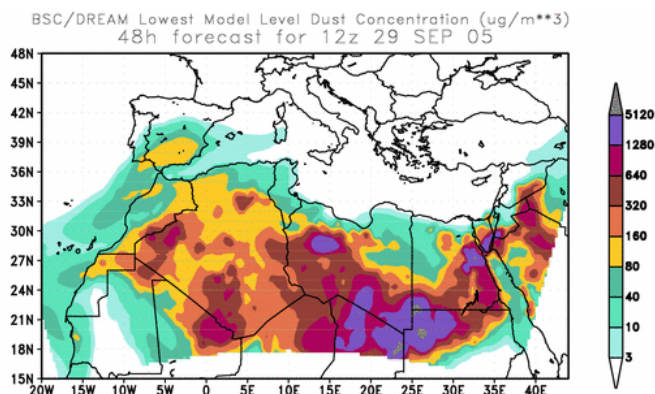 BSC/DREAM Lowest Model Level Dust Concentration (ug/m**3)
48h forecast for 12z 29 SEP 05
48N
45N
42N
39N
36N
33N
30N
27N
24N
21N
18N
15N
20W 15W 10W 5W 0 5E 10E 15E 20E 25E 30E 35E 40E
5120
1280
640
320
160
80
40
10
3